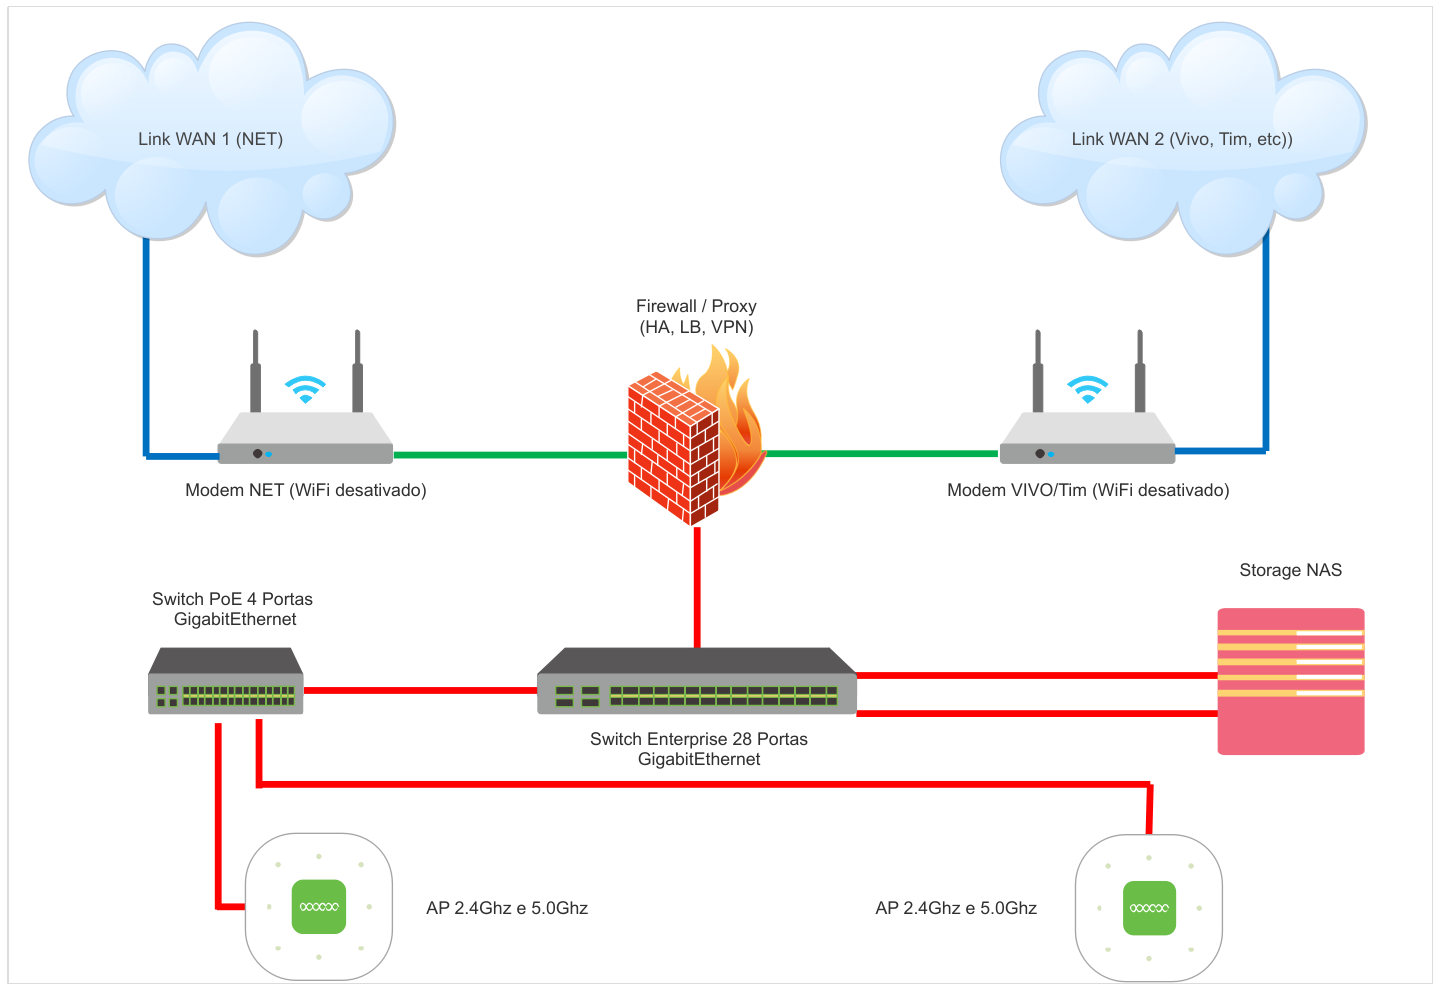 Link WAN 1 (NET)
Link WAN 2 (Vivo, Tim, etc))
Firewall / Proxy
(HA, LB, VPN)
Modem NET (WiFi desativado)
Modem VIVO/Tim (WiFi desativado)
Storage NAS
Switch PoE 4 Portas
GigabitEthernet
Switch Enterprise 28 Portas
GigabitEthernet
AP 2.4Ghz e 5.0Ghz
AP 2.4Ghz e 5.0Ghz